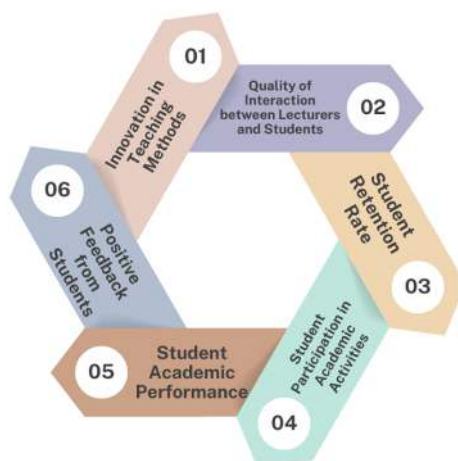 01
Innovation in
Teaching
Methods
Quality of
Interaction
between Lecturers
and Students
02
Student
Retention
Rate
03
Student
Participation in
Academic
Activities
04
Student
Academic
Performance
05
Positive
Feedback
from
Students
06